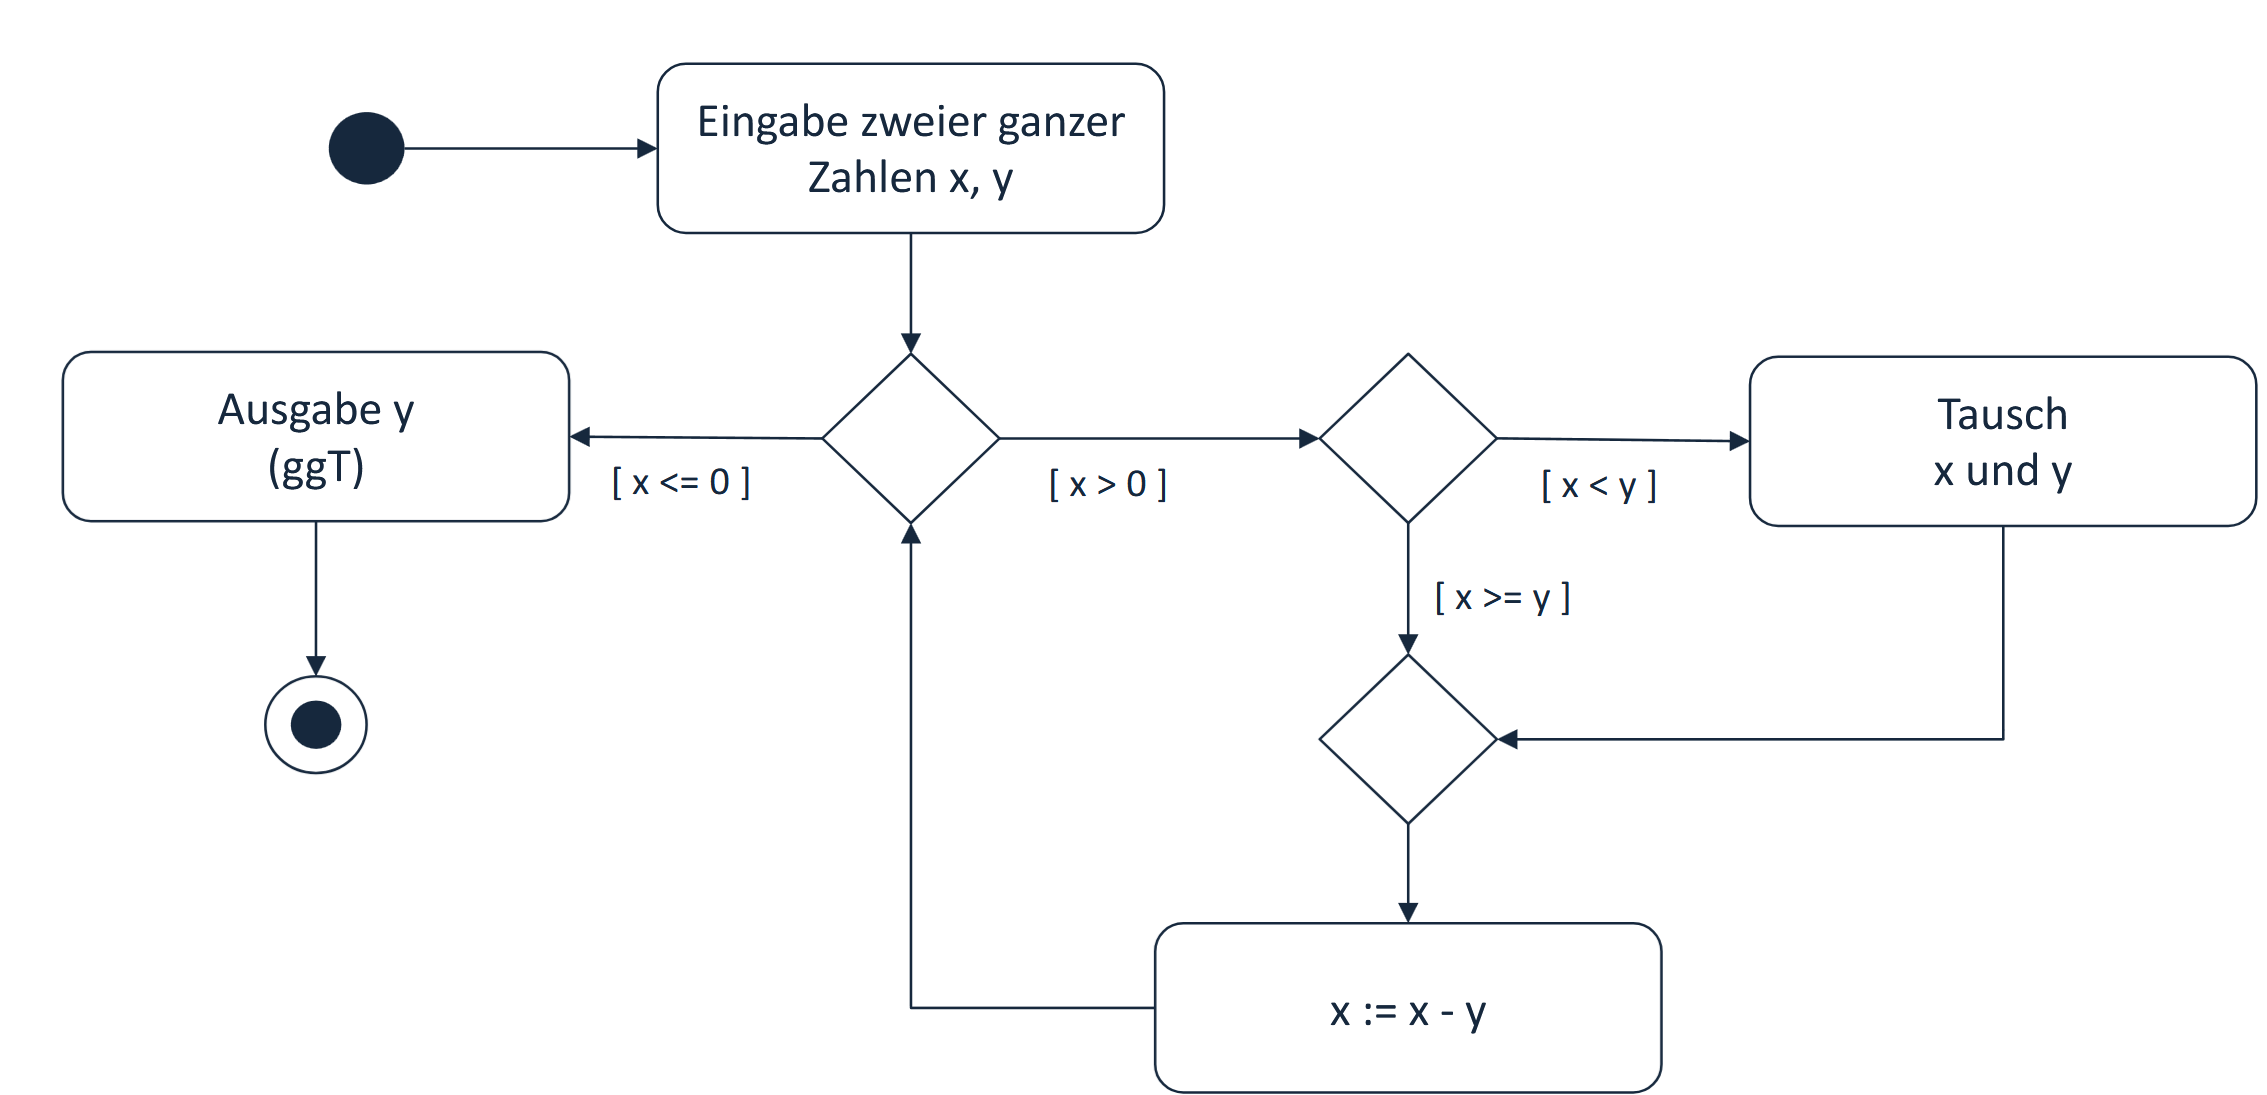 Eingabe zweier ganzer
Zahlen x, y
Ausgabe y
(ggT)
[ x <= 0 ]
[ x > 0 ]
[ x < y ]
Tausch
x und y
[ x >= y ]
x := x - y